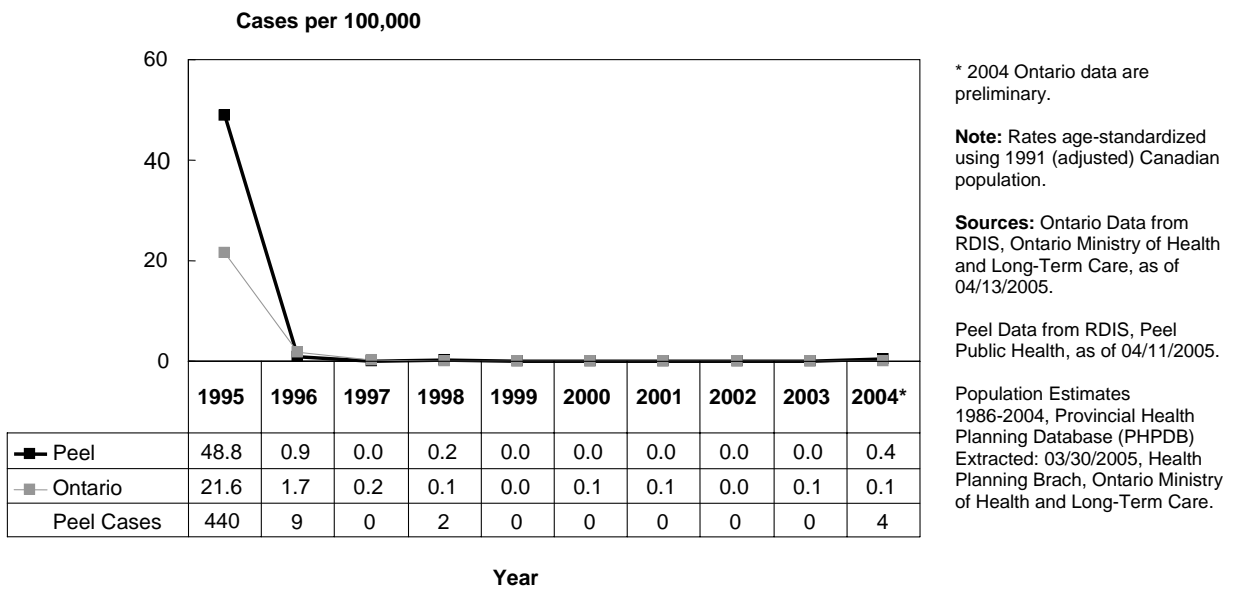 Cases per 100,000
60
40
20
0
1995 1996 1997 1998 1999 2000 2001 2002 2003 2004*
Peel 48.8 0.9 0.0 0.2 0.0 0.0 0.0 0.0 0.0 0.4
Ontario 21.6 1.7 0.2 0.1 0.0 0.1 0.1 0.0 0.1 0.1
Peel Cases 440 9 0 2 0 0 0 0 0 4
Year
* 2004 Ontario data are
preliminary.
Note: Rates age-standardized
using 1991 (adjusted) Canadian
population.
Sources: Ontario Data from
RDIS, Ontario Ministry of Health
and Long-Term Care, as of
04/13/2005.
Peel Data from RDIS, Peel
Public Health, as of 04/11/2005.
Population Estimates
1986-2004, Provincial Health
Planning Database (PHPDB)
Extracted: 03/30/2005, Health
Planning Brach, Ontario Ministry
of Health and Long-Term Care.